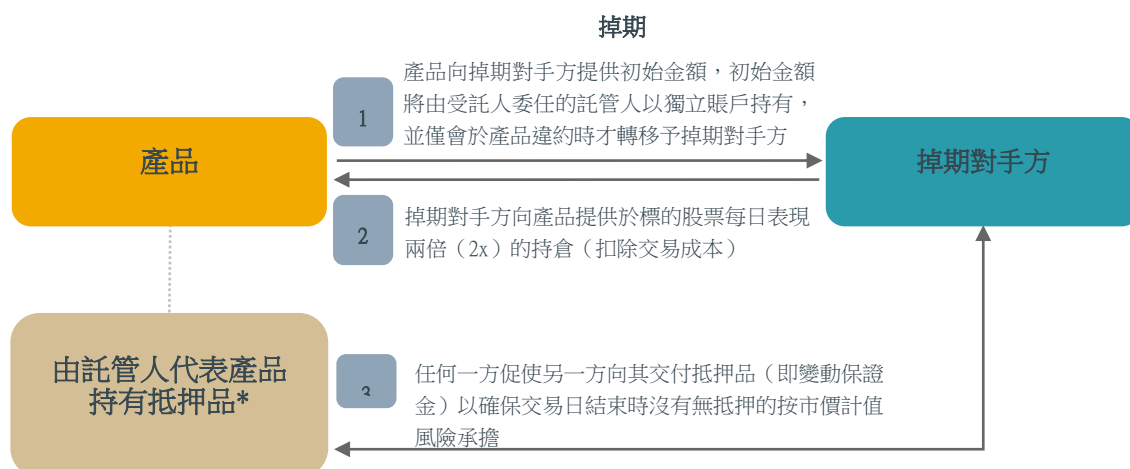 掉期
產品向掉期對手方提供初始金額，初始金額
將由受託人委任的託管人以獨立賬戶持有，
並僅會於產品違約時才轉移予掉期對手方
1
產品
掉期對手方
2
掉期對手方向產品提供於標的股票每日表現
兩倍（2x）的持倉（扣除交易成本）
由託管人代表產品
持有抵押品*
3
任何一方促使另一方向其交付抵押品（即變動保證
金）以確保交易日結束時沒有無抵押的按市價計值
風險承擔